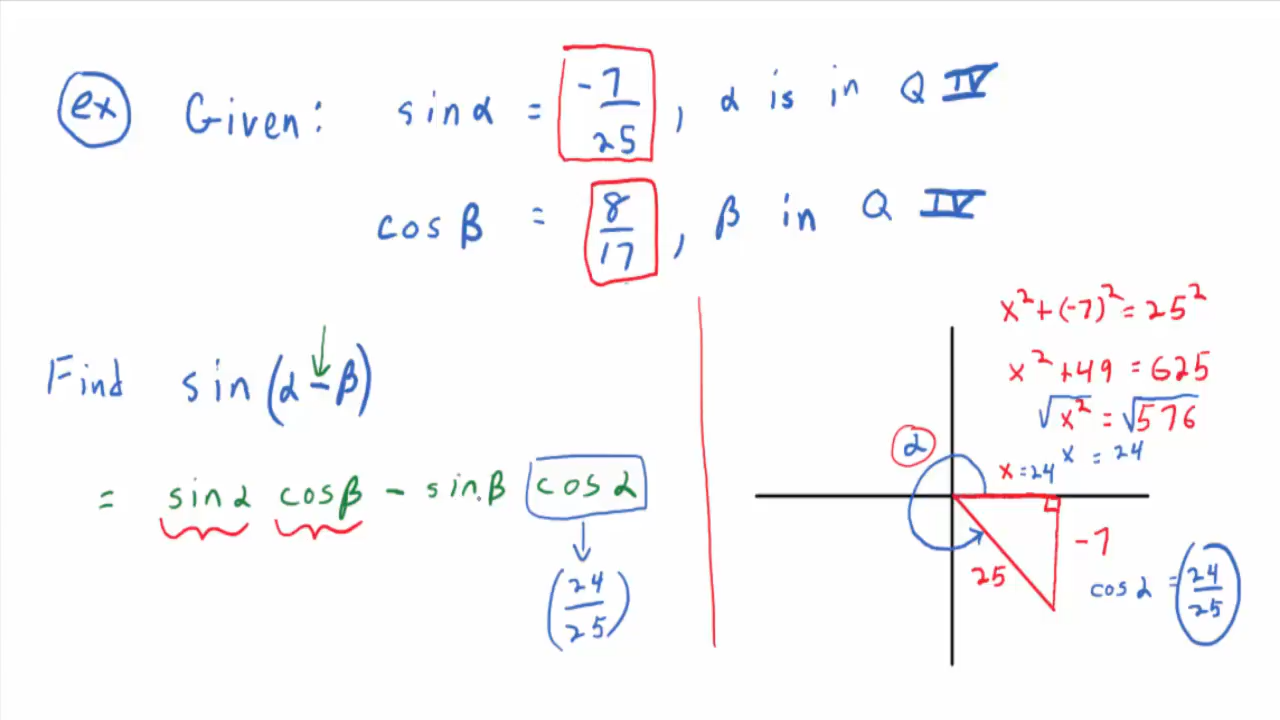 ex Given: sin α = -7/25, α is in Q IV
cos β = 8/17, β in Q IV
Find sin(α - β)
= sin α cos β - sin β cos α
(24/25)
x² + (-7)² = 25²
x² + 49 = 625
√x² = √576
x = 24
x = 24
α
-7
25
cos α = 24/25